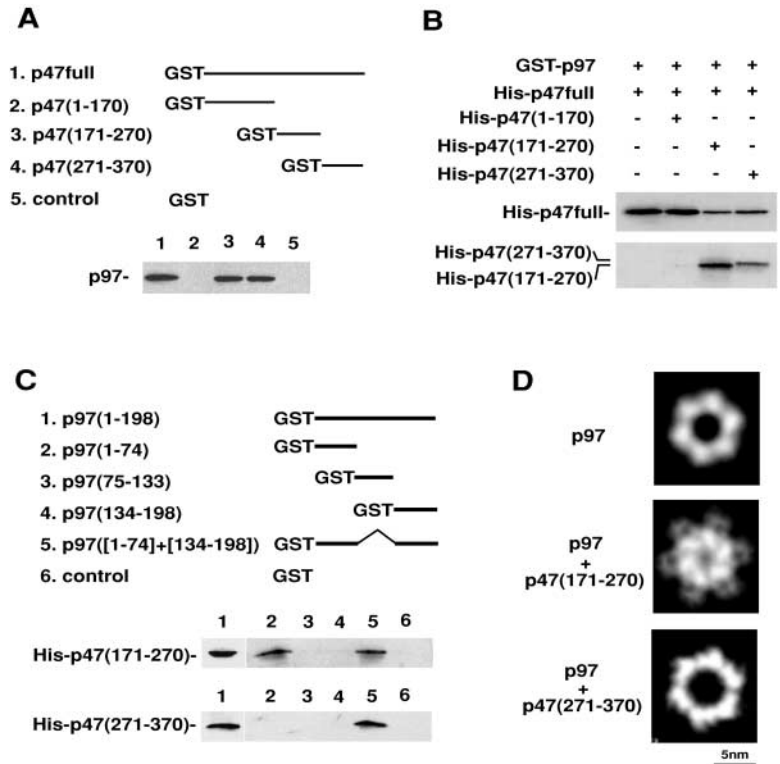 A
1. p47full GST
2. p47(1-170) GST
3. p47(171-270) GST
4. p47(271-370) GST
5. control GST
1 2 3 4 5
p97-
B
GST-p97 + + + +
His-p47full + + + +
His-p47(1-170) - + - -
His-p47(171-270) - - + -
His-p47(271-370) - - - +
His-p47full-
His-p47(271-370)
His-p47(171-270)
C
1. p97(1-198) GST
2. p97(1-74) GST
3. p97(75-133) GST
4. p97(134-198) GST
5. p97([1-74]+[134-198]) GST
6. control GST
1 2 3 4 5 6
His-p47(171-270)-
1 2 3 4 5 6
His-p47(271-370)-
D
p97
p97
+
p47(171-270)
p97
+
p47(271-370)
5nm